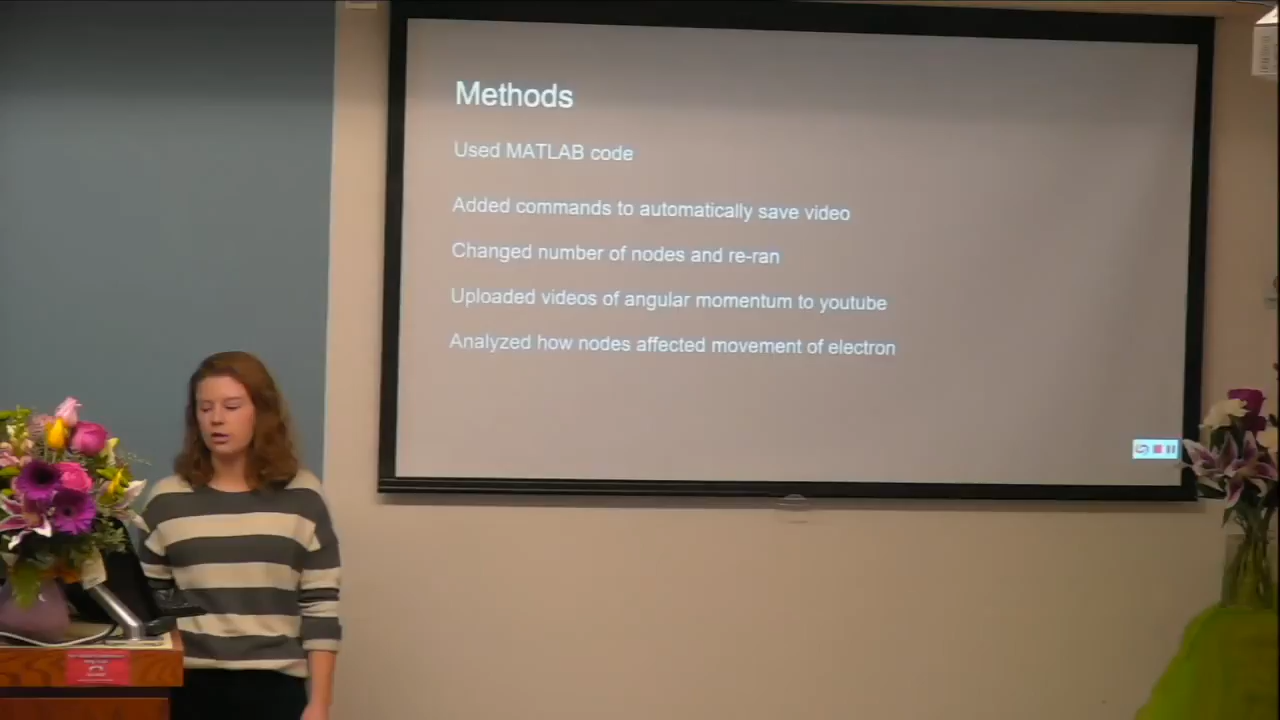 Methods
Used MATLAB code
Added commands to automatically save video
Changed number of nodes and re-ran
Uploaded videos of angular momentum to youtube
Analyzed how nodes affected movement of electron